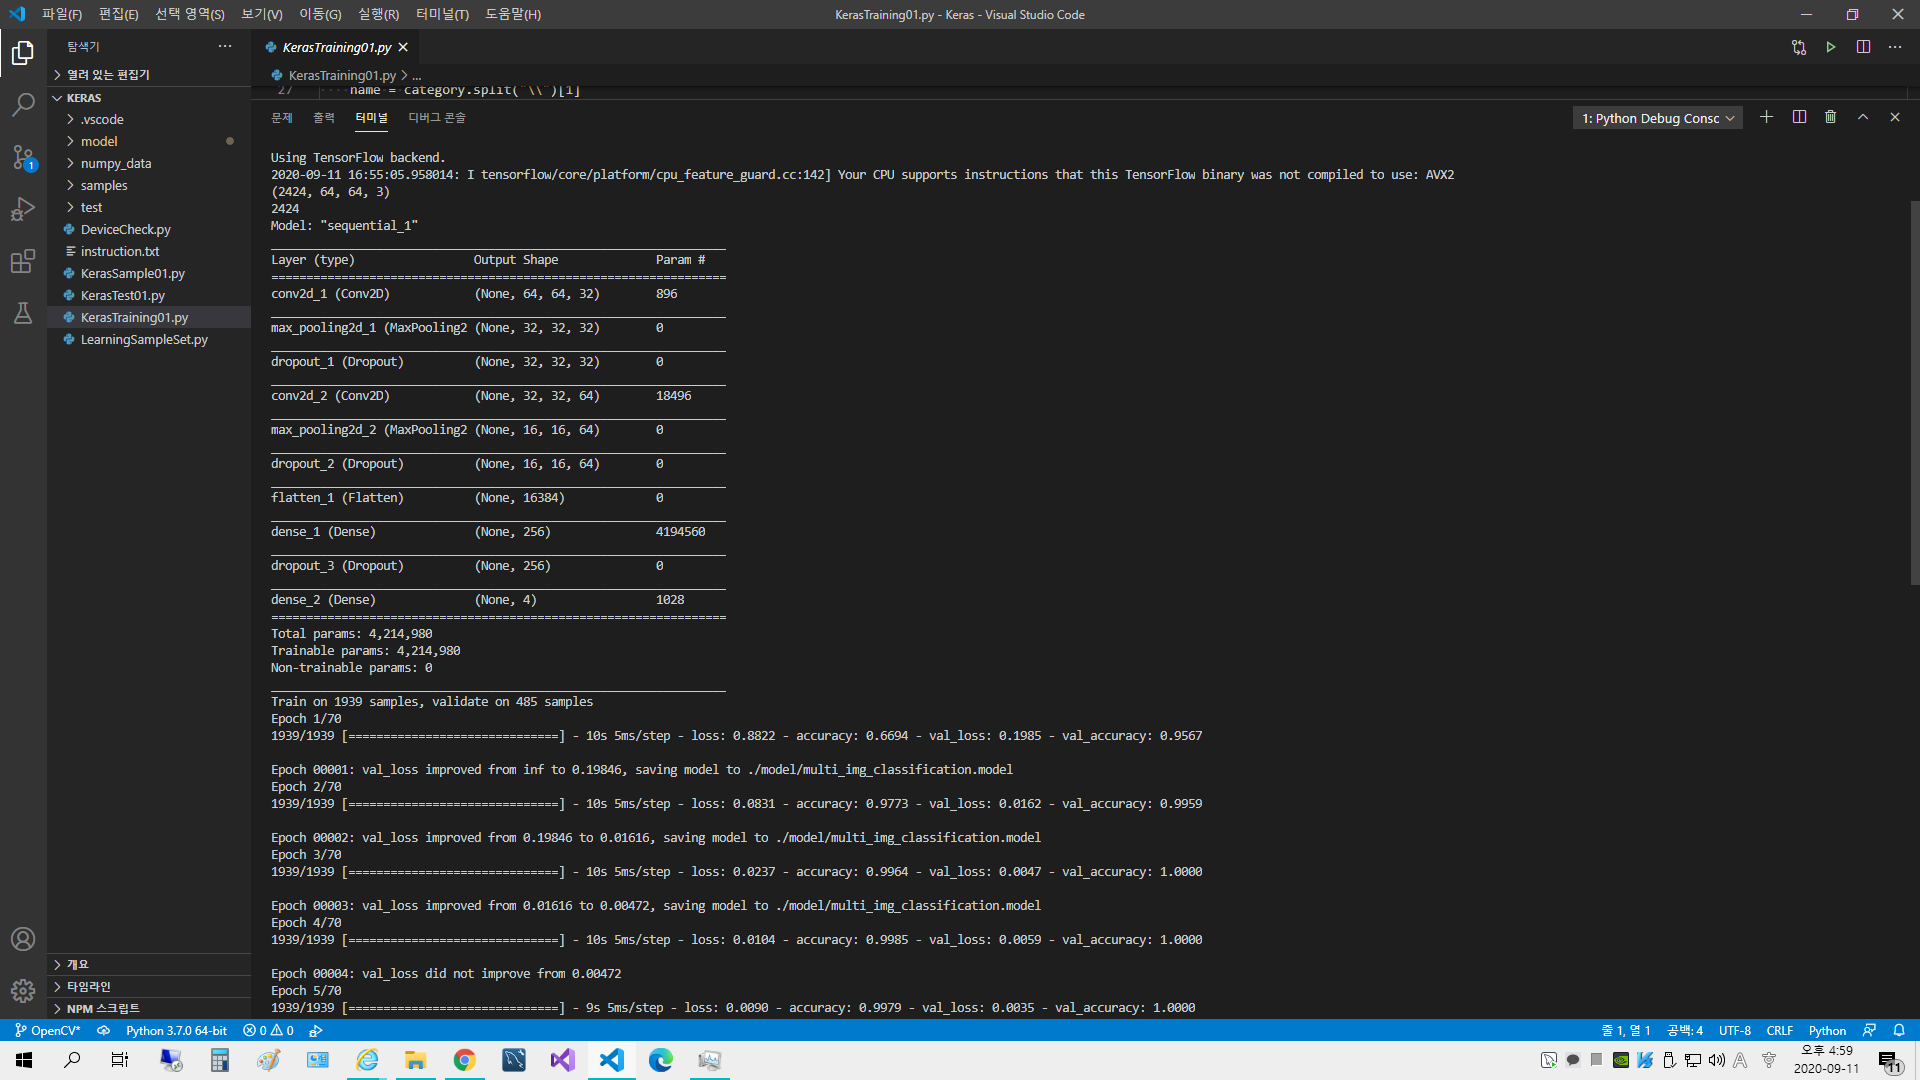 파일(F) 편집(E) 선택 영역(S) 보기(V) 이동(G) 실행(R) 터미널(T) 도움말(H)
KerasTraining01.py - Keras - Visual Studio Code
탐색기
KerasTraining01.py
열려 있는 편집기
KerasTraining01.py > ...
KERAS
27 name = category.split("\\")[1]
.vscode
model
numpy_data
samples
test
DeviceCheck.py
instruction.txt
KerasSample01.py
KerasTest01.py
KerasTraining01.py
LearningSampleSet.py
문제 출력 터미널 디버그 콘솔
1: Python Debug Consc
Using TensorFlow backend.
2020-09-11 16:55:05.958014: I tensorflow/core/platform/cpu_feature_guard.cc:142] Your CPU supports instructions that this TensorFlow binary was not compiled to use: AVX2
(2424, 64, 64, 3)
2424
Model: "sequential_1"
_________________________________________________________________
Layer (type) Output Shape Param #
=================================================================
conv2d_1 (Conv2D) (None, 64, 64, 32) 896
_________________________________________________________________
max_pooling2d_1 (MaxPooling2 (None, 32, 32, 32) 0
_________________________________________________________________
dropout_1 (Dropout) (None, 32, 32, 32) 0
_________________________________________________________________
conv2d_2 (Conv2D) (None, 32, 32, 64) 18496
_________________________________________________________________
max_pooling2d_2 (MaxPooling2 (None, 16, 16, 64) 0
_________________________________________________________________
dropout_2 (Dropout) (None, 16, 16, 64) 0
_________________________________________________________________
flatten_1 (Flatten) (None, 16384) 0
_________________________________________________________________
dense_1 (Dense) (None, 256) 4194560
_________________________________________________________________
dropout_3 (Dropout) (None, 256) 0
_________________________________________________________________
dense_2 (Dense) (None, 4) 1028
=================================================================
Total params: 4,214,980
Trainable params: 4,214,980
Non-trainable params: 0
_________________________________________________________________
Train on 1939 samples, validate on 485 samples
Epoch 1/70
1939/1939 [==============================] - 10s 5ms/step - loss: 0.8822 - accuracy: 0.6694 - val_loss: 0.1985 - val_accuracy: 0.9567
Epoch 00001: val_loss improved from inf to 0.19846, saving model to ./model/multi_img_classification.model
Epoch 2/70
1939/1939 [==============================] - 10s 5ms/step - loss: 0.0831 - accuracy: 0.9773 - val_loss: 0.0162 - val_accuracy: 0.9959
Epoch 00002: val_loss improved from 0.19846 to 0.01616, saving model to ./model/multi_img_classification.model
Epoch 3/70
1939/1939 [==============================] - 10s 5ms/step - loss: 0.0237 - accuracy: 0.9964 - val_loss: 0.0047 - val_accuracy: 1.0000
Epoch 00003: val_loss improved from 0.01616 to 0.00472, saving model to ./model/multi_img_classification.model
Epoch 4/70
1939/1939 [==============================] - 10s 5ms/step - loss: 0.0104 - accuracy: 0.9985 - val_loss: 0.0059 - val_accuracy: 1.0000
Epoch 00004: val_loss did not improve from 0.00472
Epoch 5/70
1939/1939 [==============================] - 9s 5ms/step - loss: 0.0090 - accuracy: 0.9979 - val_loss: 0.0035 - val_accuracy: 1.0000
개요
타임라인
NPM 스크립트
1
OpenCV* Python 3.7.0 64-bit 0 0
줄 1, 열 1 공백: 4 UTF-8 CRLF Python
오후 4:59
2020-09-11
11